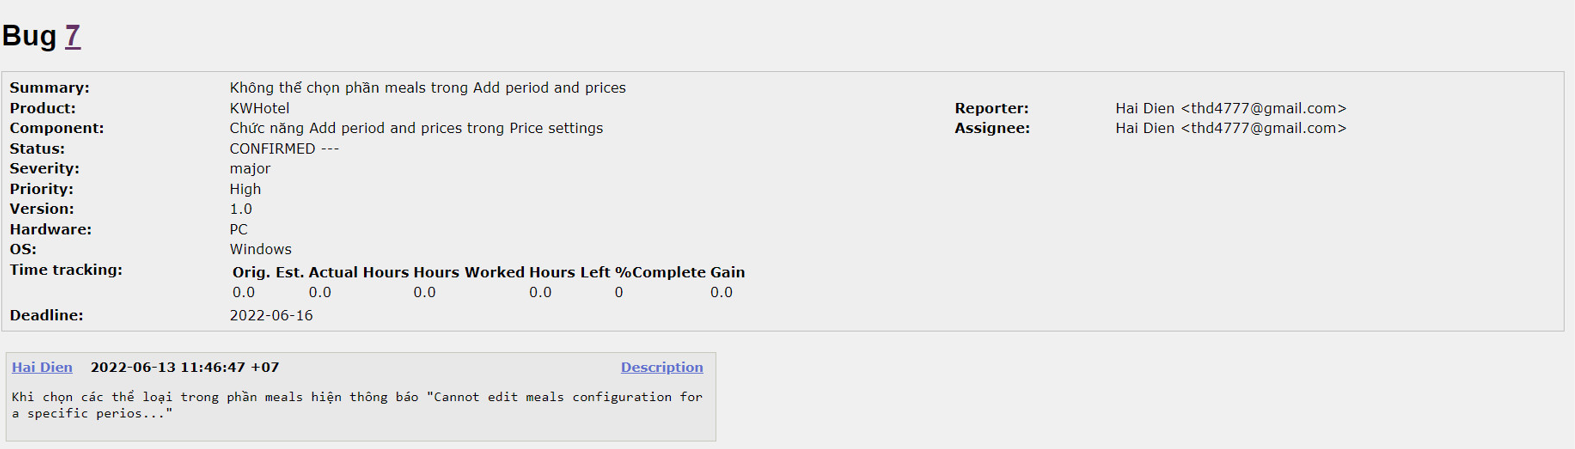 Bug 7
Summary: Không thể chọn phần meals trong Add period and prices
Product: KWHotel Reporter: Hai Dien <thd4777@gmail.com>
Component: Chức năng Add period and prices trong Price settings Assignee: Hai Dien <thd4777@gmail.com>
Status: CONFIRMED ---
Severity: major
Priority: High
Version: 1.0
Hardware: PC
OS: Windows
Time tracking: Orig. Est. Actual Hours Hours Worked Hours Left %Complete Gain
0.0 0.0 0.0 0.0 0 0.0
Deadline: 2022-06-16
Hai Dien 2022-06-13 11:46:47 +07 Description
Khi chọn các thể loại trong phần meals hiện thông báo "Cannot edit meals configuration for
a specific perios..."